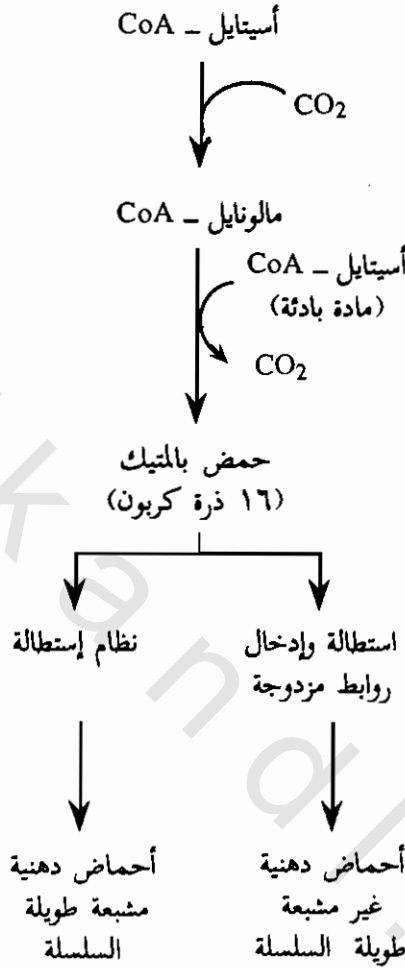 أسيتايل – CoA
CO2
مالونايل – CoA
أسيتايل – CoA
(مادة بادئة)
CO2
حمض بالمتيك
(١٦ ذرة كربون)
استطالة وإدخال
روابط مزدوجة
نظام إستطالة
أحماض دهنية
غير مشبعة
طويلة السلسلة
أحماض دهنية
مشبعة طويلة
السلسلة
k a n d l .